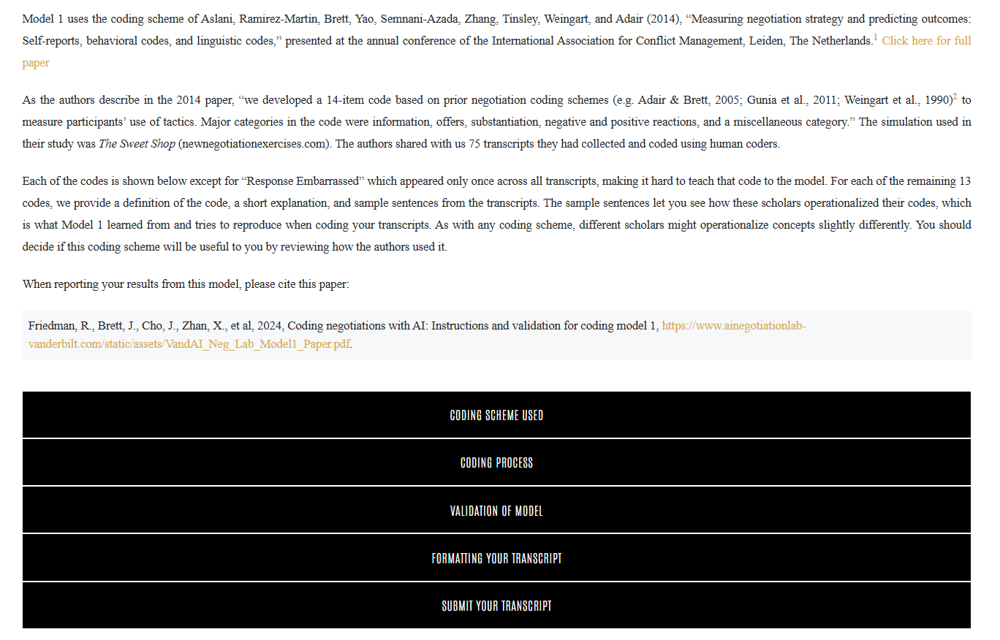 Model 1 uses the coding scheme of Aslani, Ramirez-Martin, Brett, Yao, Semnani-Azada, Zhang, Tinsley, Weingart, and Adair (2014), “Measuring negotiation strategy and predicting outcomes:
Self-reports, behavioral codes, and linguistic codes,” presented at the annual conference of the International Association for Conflict Management, Leiden, The Netherlands.1 Click here for full
paper
As the authors describe in the 2014 paper, “we developed a 14-item code based on prior negotiation coding schemes (e.g. Adair & Brett, 2005; Gunia et al., 2011; Weingart et al., 1990)2 to
measure participants’ use of tactics. Major categories in the code were information, offers, substantiation, negative and positive reactions, and a miscellaneous category.” The simulation used in
their study was The Sweet Shop (newnegotiationexercises.com). The authors shared with us 75 transcripts they had collected and coded using human coders.
Each of the codes is shown below except for “Response Embarrassed” which appeared only once across all transcripts, making it hard to teach that code to the model. For each of the remaining 13
codes, we provide a definition of the code, a short explanation, and sample sentences from the transcripts. The sample sentences let you see how these scholars operationalized their codes, which
is what Model 1 learned from and tries to reproduce when coding your transcripts. As with any coding scheme, different scholars might operationalize concepts slightly differently. You should
decide if this coding scheme will be useful to you by reviewing how the authors used it.
When reporting your results from this model, please cite this paper:
Friedman, R., Brett, J., Cho, J., Zhan, X., et al, 2024, Coding negotiations with AI: Instructions and validation for coding model 1, https://www.ainegotiationlab-
vanderbilt.com/static/assets/VandAI_Neg_Lab_Model1_Paper.pdf.
CODING SCHEME USED
CODING PROCESS
VALIDATION OF MODEL
FORMATTING YOUR TRANSCRIPT
SUBMIT YOUR TRANSCRIPT